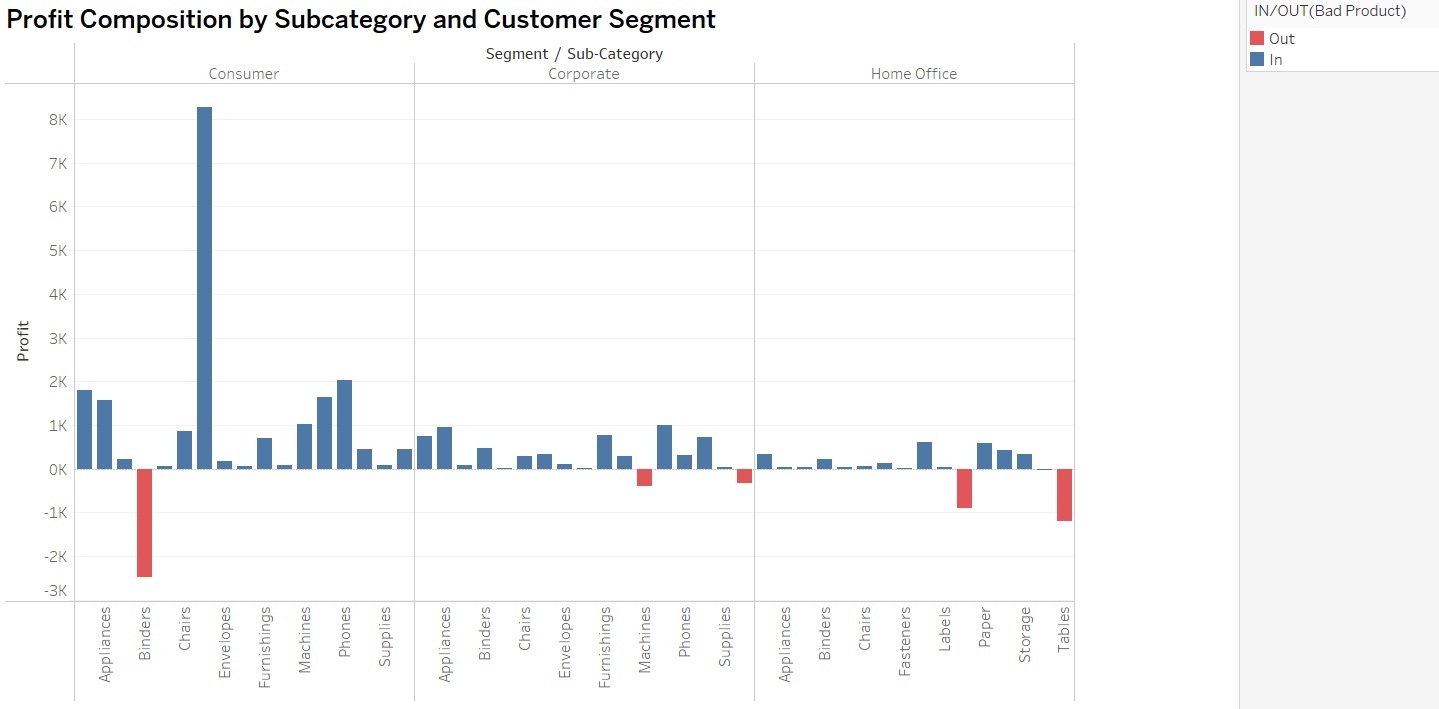 Profit Composition by Subcategory and Customer Segment
IN/OUT(Bad Product)
Out
In
Segment / Sub-Category
Consumer
Corporate
Home Office
Profit
8K
7K
6K
5K
4K
3K
2K
1K
0K
-1K
-2K
-3K
Appliances
Binders
Chairs
Envelopes
Furnishings
Machines
Phones
Supplies
Appliances
Binders
Chairs
Envelopes
Furnishings
Machines
Phones
Supplies
Appliances
Binders
Chairs
Fasteners
Labels
Paper
Storage
Tables